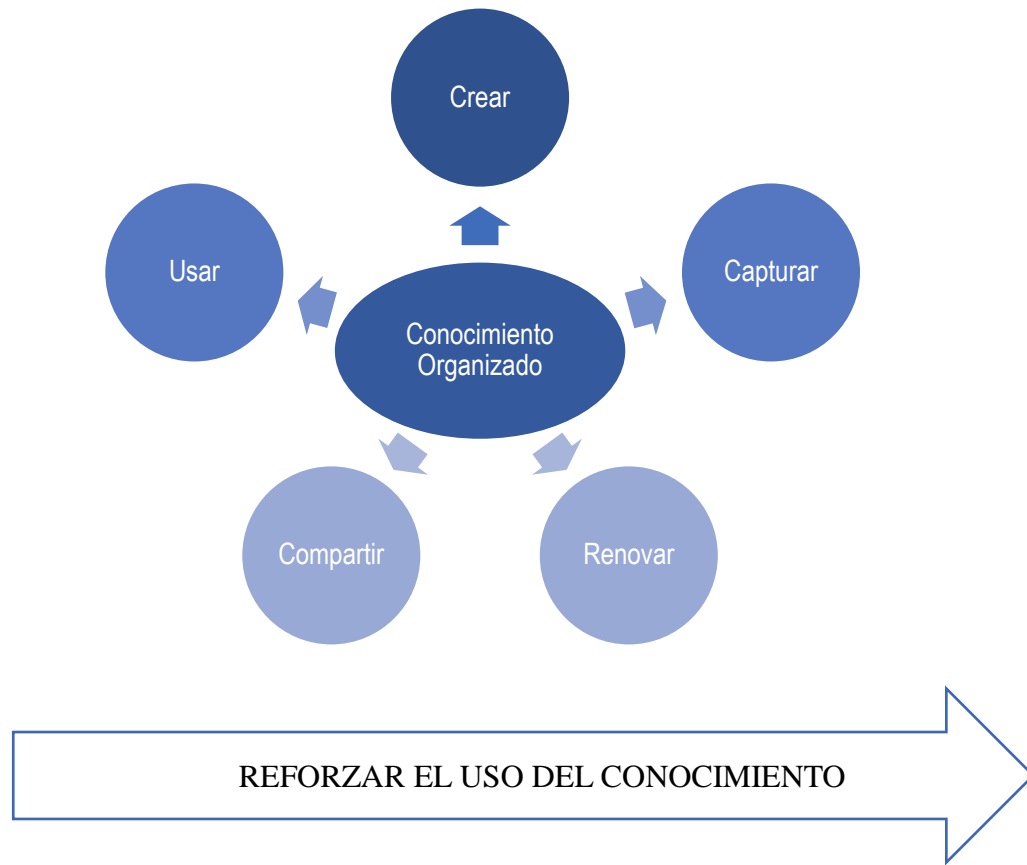 Crear
Usar
Capturar
Conocimiento
Organizado
Compartir
Renovar
REFORZAR EL USO DEL CONOCIMIENTO